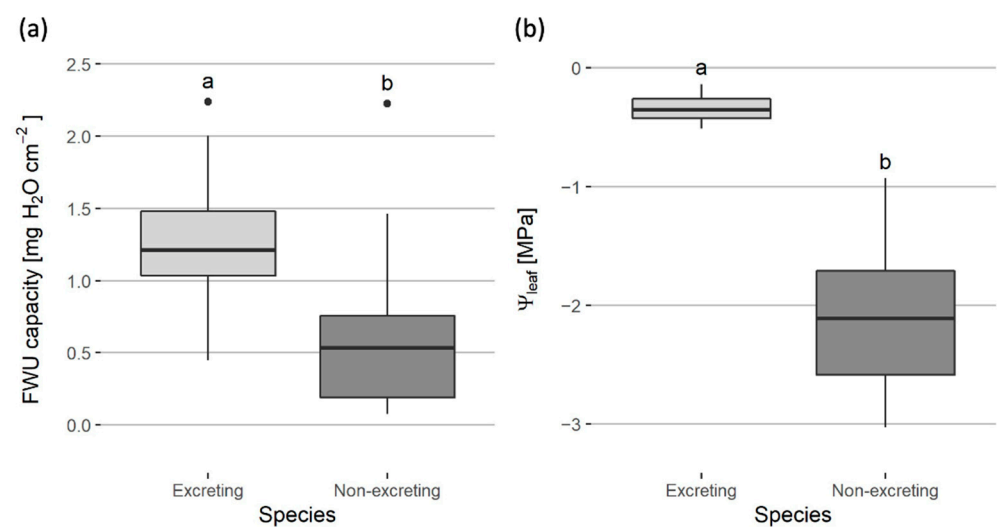 (a)
FWU capacity [mg H₂O cm⁻²]
2.5
2.0
1.5
1.0
0.5
0.0
a
b
Excreting
Non-excreting
Species
(b)
Ψleaf [MPa]
0
−1
−2
−3
a
b
Excreting
Non-excreting
Species